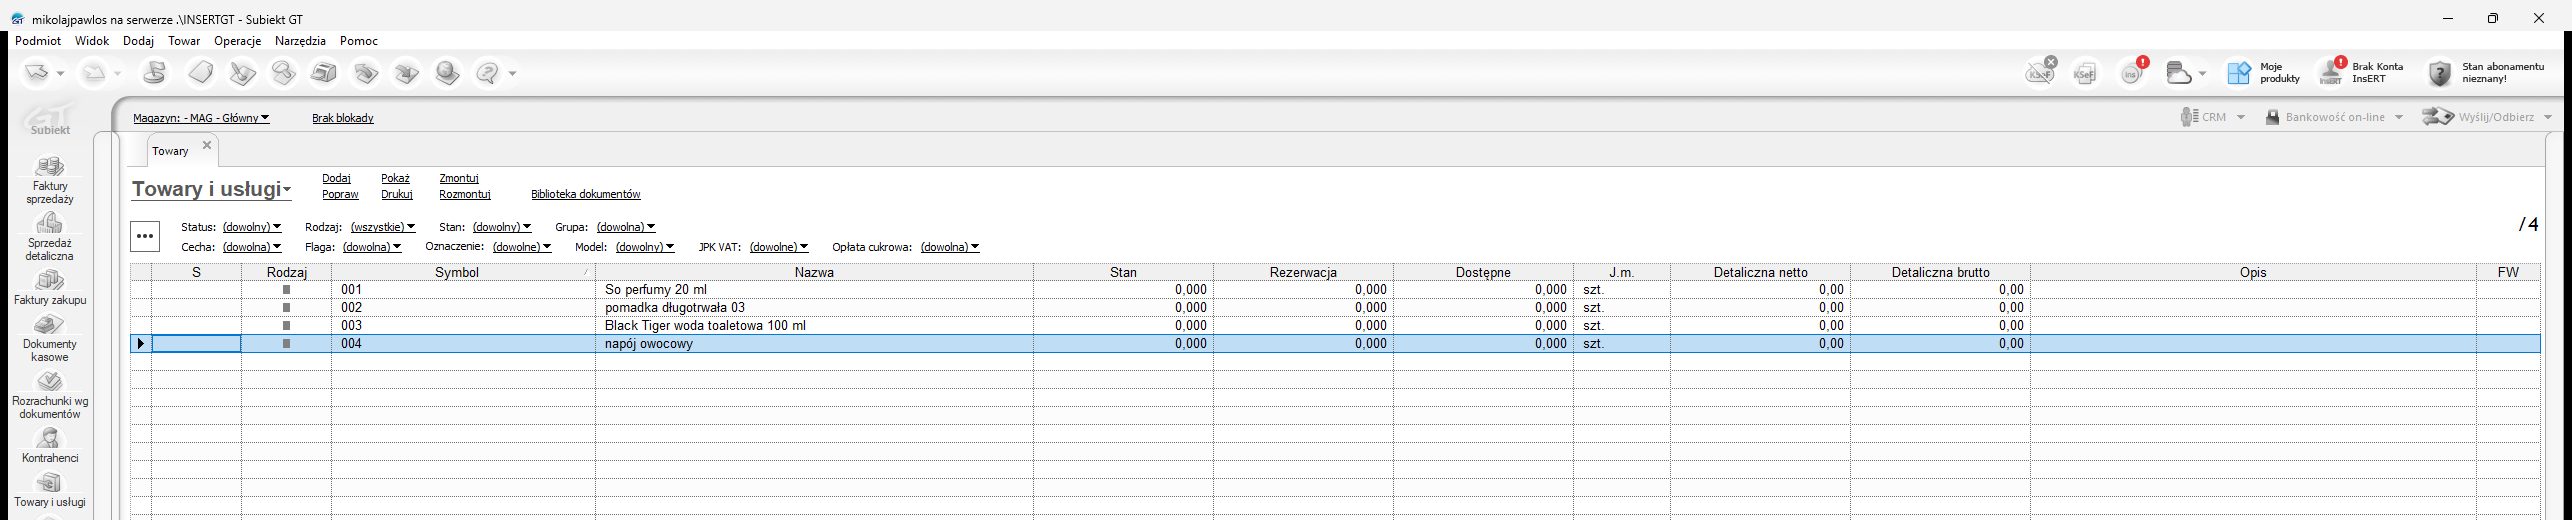 mikolajpawlos na serwerze .\INSERTGT - Subiekt GT
Podmiot Widok Dodaj Towar Operacje Narzędzia Pomoc
KSeF KSeF ins Moje produkty InsERT Brak Konta InsERT Stan abonamentu nieznany!
GT Subiekt
Magazyn: - MAG - Główny Brak blokady CRM Bankowość on-line Wyślij/Odbierz
Towary
Towary i usługi
Dodaj Pokaż Zmontuj
Popraw Drukuj Rozmontuj Biblioteka dokumentów
Status: (dowolny) Rodzaj: (wszystkie) Stan: (dowolny) Grupa: (dowolna)
Cecha: (dowolna) Flaga: (dowolna) Oznaczenie: (dowolne) Model: (dowolny) JPK VAT: (dowolne) Opłata cukrowa: (dowolna)
/4
S Rodzaj Symbol Nazwa Stan Rezerwacja Dostępne J.m. Detaliczna netto Detaliczna brutto Opis FW
001 So perfumy 20 ml 0,000 0,000 0,000 szt. 0,00 0,00
002 pomadka długotrwała 03 0,000 0,000 0,000 szt. 0,00 0,00
003 Black Tiger woda toaletowa 100 ml 0,000 0,000 0,000 szt. 0,00 0,00
004 napój owocowy 0,000 0,000 0,000 szt. 0,00 0,00
Faktury
sprzedaży
Sprzedaż
detaliczna
Faktury zakupu
Dokumenty
kasowe
Rozrachunki wg
dokumentów
Kontrahenci
Towary i usługi